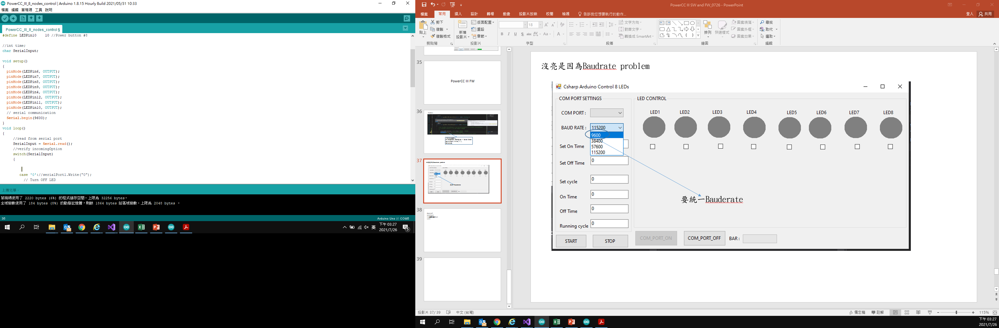 PowerCC_III_8_nodes_control | Arduino 1.8.15 Hourly Build 2021/05/31 10:33
檔案 編輯 草稿碼 工具 說明
PowerCC_III_8_nodes_control §
#define LEDPin10    10 //Power button #8
//int time;
char SerialInput;
void setup()
{
pinMode(LEDPin6, OUTPUT);
pinMode(LEDPin7, OUTPUT);
pinMode(LEDPin8, OUTPUT);
pinMode(LEDPin9, OUTPUT);
pinMode(LEDPin4, OUTPUT);
pinMode(LEDPin12, OUTPUT);
pinMode(LEDPin11, OUTPUT);
pinMode(LEDPin10, OUTPUT);
// serial communication
Serial.begin(9600);
}
void loop()
{
//read from serial port
SerialInput = Serial.read();
//verify incomingOption
switch(SerialInput)
{
case '0'://serialPort1.Write("0");
// Turn OFF LED
上傳完畢。
草稿碼使用了 2220 bytes (6%) 的程式儲存空間。上限為 32256 bytes。
全域變數使用了 184 bytes (8%) 的動態記憶體，剩餘 1864 bytes 給區域變數。上限為 2048 bytes 。
35
Arduino Uno 於 COM5
英
下午 03:27
2021/7/26
5
PowerCC III SW and FW_0726 - PowerPoint
檔案 常用 插入 設計 轉場 動畫 投影片放映 校閱 檢視 告訴我您想要執行的動作... 登入 共用
貼上
剪下
複製
複製格式
剪貼簿
新增
投影片
版面配置
重設
章節
投影片
18
B I U S abc AV Aa A
字型
文字方向
對齊文字
轉換成 SmartArt
段落
排列
快速樣式
圖案填滿
圖案外框
圖案效果
繪圖
尋找
取代
選取
編輯
35
PowerCC III FW
36
37
38
39
沒亮是因為Baudrate problem
Csharp Arduino Control 8 LEDs
COM PORT SETTINGS
LED CONTROL
COM PORT :
BAUD RATE : 115200
9600
38400
57600
115200
Set On Time
Set Off Time 0
Set cycle 0
On Time 0
Off Time 0
Running cycle 0
LED1 LED2 LED3 LED4 LED5 LED6 LED7 LED8
要統一Bauderate
START STOP COM_PORT_ON COM_PORT_OFF BAR :
投影片 37/ 39 中文 (台灣)
備忘稿 註解 115%
下午 03:27
2021/7/26